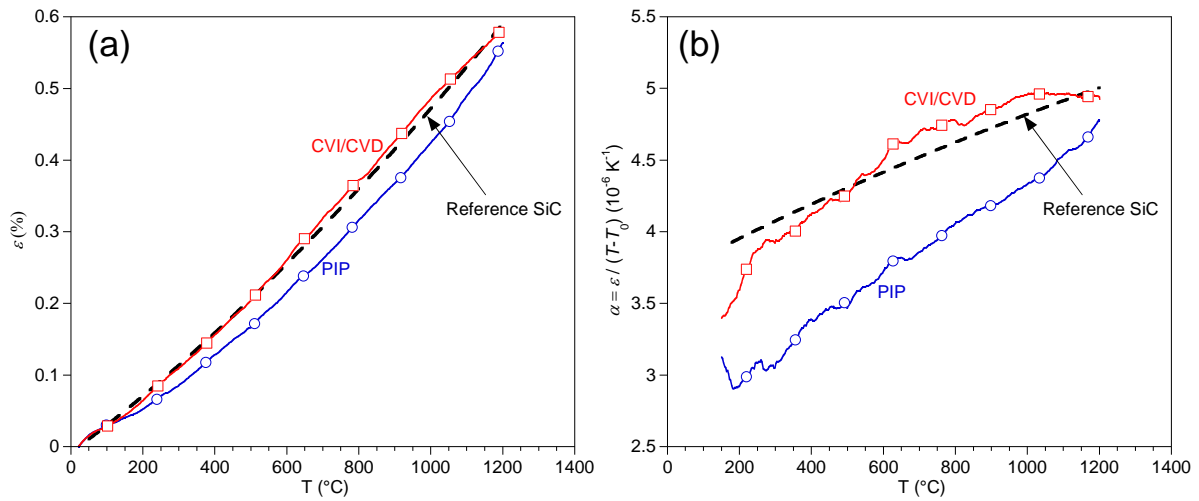 (a)
0.6
0.5
0.4
0.3
0.2
0.1
0
ε (%)
CVI/CVD
Reference SiC
PIP
0 200 400 600 800 1000 1200 1400
T (°C)
(b)
5.5
5
4.5
4
3.5
3
2.5
α = ε / (T-T₀) (10⁻⁶ K⁻¹)
CVI/CVD
Reference SiC
PIP
0 200 400 600 800 1000 1200 1400
T (°C)